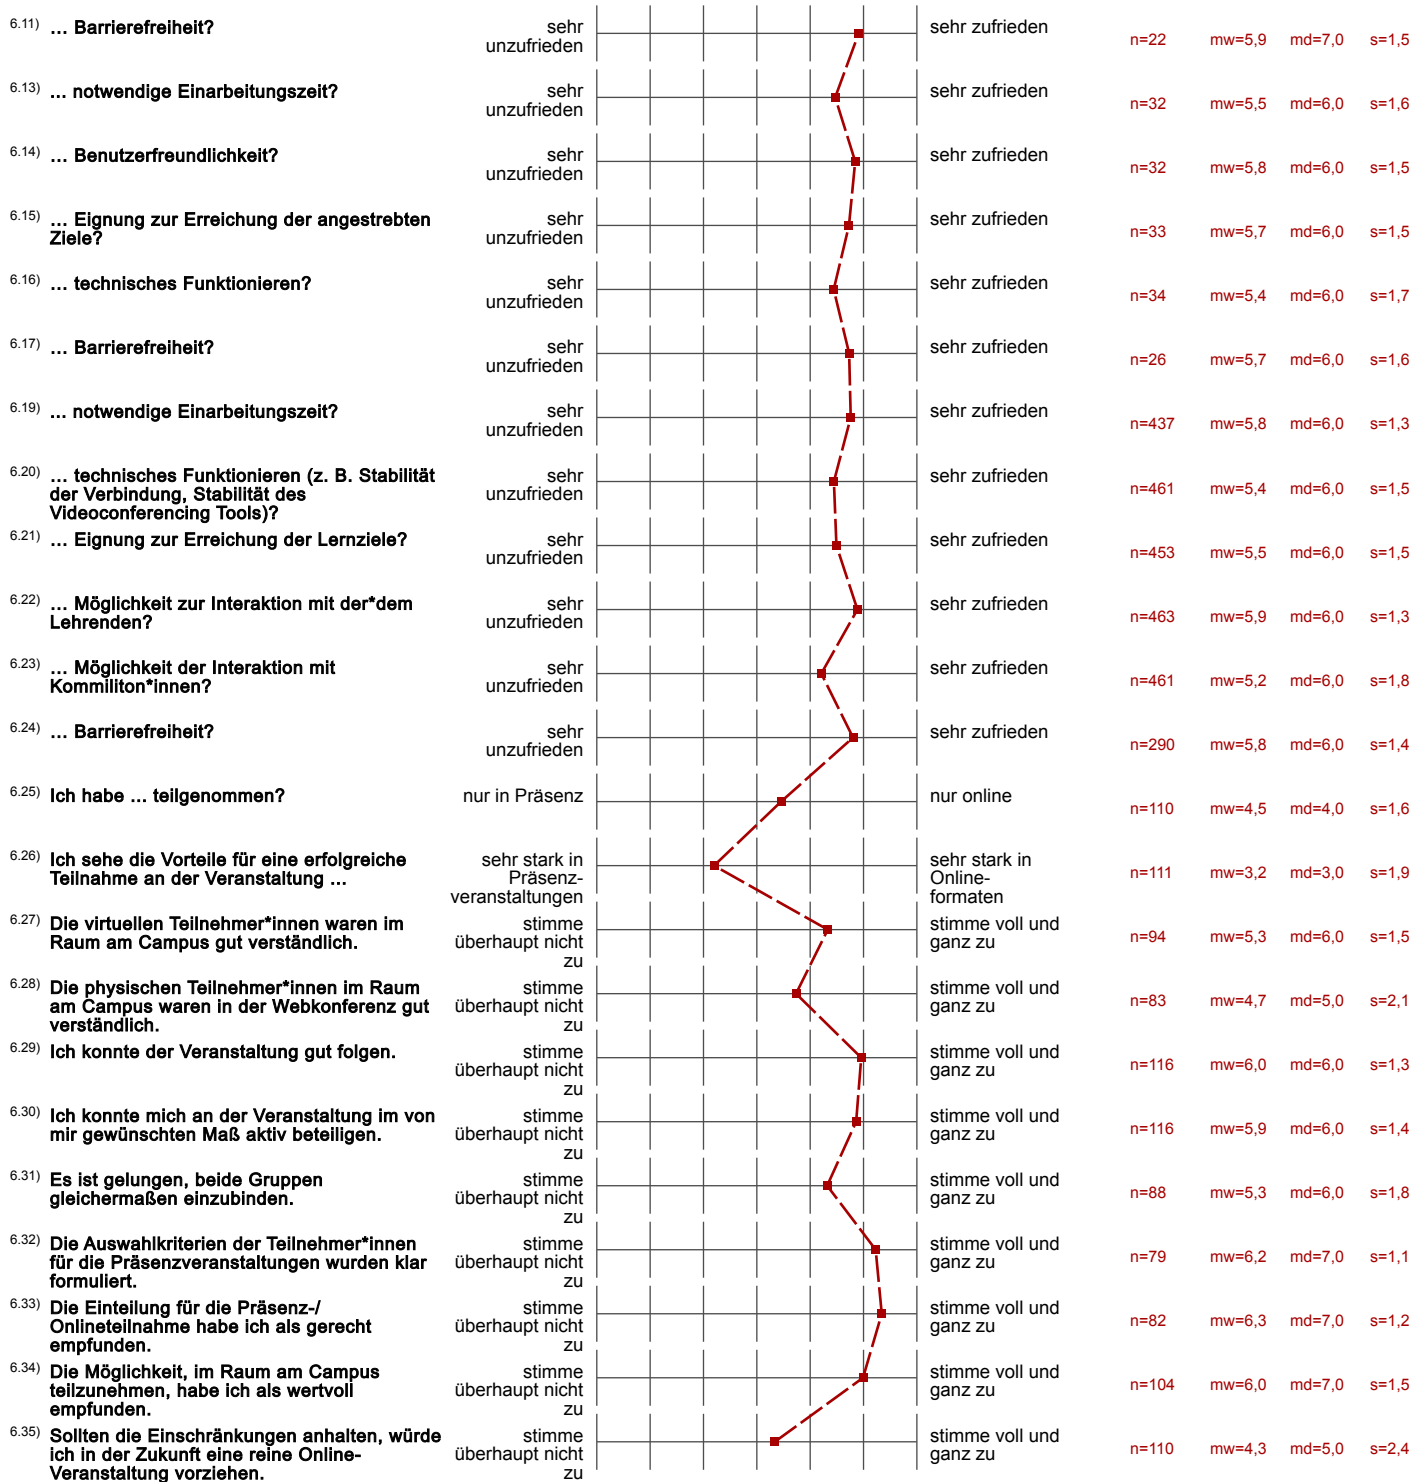 6.11) ... Barrierefreiheit? sehr unzufrieden sehr zufrieden n=22 mw=5,9 md=7,0 s=1,5
6.13) ... notwendige Einarbeitungszeit? sehr unzufrieden sehr zufrieden n=32 mw=5,5 md=6,0 s=1,6
6.14) ... Benutzerfreundlichkeit? sehr unzufrieden sehr zufrieden n=32 mw=5,8 md=6,0 s=1,5
6.15) ... Eignung zur Erreichung der angestrebten
Ziele? sehr unzufrieden sehr zufrieden n=33 mw=5,7 md=6,0 s=1,5
6.16) ... technisches Funktionieren? sehr unzufrieden sehr zufrieden n=34 mw=5,4 md=6,0 s=1,7
6.17) ... Barrierefreiheit? sehr unzufrieden sehr zufrieden n=26 mw=5,7 md=6,0 s=1,6
6.19) ... notwendige Einarbeitungszeit? sehr unzufrieden sehr zufrieden n=437 mw=5,8 md=6,0 s=1,3
6.20) ... technisches Funktionieren (z. B. Stabilität
der Verbindung, Stabilität des
Videoconferencing Tools)? sehr unzufrieden sehr zufrieden n=461 mw=5,4 md=6,0 s=1,5
6.21) ... Eignung zur Erreichung der Lernziele? sehr unzufrieden sehr zufrieden n=453 mw=5,5 md=6,0 s=1,5
6.22) ... Möglichkeit zur Interaktion mit der*dem
Lehrenden? sehr unzufrieden sehr zufrieden n=463 mw=5,9 md=6,0 s=1,3
6.23) ... Möglichkeit der Interaktion mit
Kommiliton*innen? sehr unzufrieden sehr zufrieden n=461 mw=5,2 md=6,0 s=1,8
6.24) ... Barrierefreiheit? sehr unzufrieden sehr zufrieden n=290 mw=5,8 md=6,0 s=1,4
6.25) Ich habe ... teilgenommen? nur in Präsenz nur online n=110 mw=4,5 md=4,0 s=1,6
6.26) Ich sehe die Vorteile für eine erfolgreiche
Teilnahme an der Veranstaltung ... sehr stark in Präsenz-veranstaltungen sehr stark in Online-formaten n=111 mw=3,2 md=3,0 s=1,9
6.27) Die virtuellen Teilnehmer*innen waren im
Raum am Campus gut verständlich. stimme überhaupt nicht zu stimme voll und ganz zu n=94 mw=5,3 md=6,0 s=1,5
6.28) Die physischen Teilnehmer*innen im Raum
am Campus waren in der Webkonferenz gut
verständlich. stimme überhaupt nicht zu stimme voll und ganz zu n=83 mw=4,7 md=5,0 s=2,1
6.29) Ich konnte der Veranstaltung gut folgen. stimme überhaupt nicht zu stimme voll und ganz zu n=116 mw=6,0 md=6,0 s=1,3
6.30) Ich konnte mich an der Veranstaltung im von
mir gewünschten Maß aktiv beteiligen. stimme überhaupt nicht zu stimme voll und ganz zu n=116 mw=5,9 md=6,0 s=1,4
6.31) Es ist gelungen, beide Gruppen
gleichermaßen einzubinden. stimme überhaupt nicht zu stimme voll und ganz zu n=88 mw=5,3 md=6,0 s=1,8
6.32) Die Auswahlkriterien der Teilnehmer*innen
für die Präsenzveranstaltungen wurden klar
formuliert. stimme überhaupt nicht zu stimme voll und ganz zu n=79 mw=6,2 md=7,0 s=1,1
6.33) Die Einteilung für die Präsenz-/
Onlineteilnahme habe ich als gerecht
empfunden. stimme überhaupt nicht zu stimme voll und ganz zu n=82 mw=6,3 md=7,0 s=1,2
6.34) Die Möglichkeit, im Raum am Campus
teilzunehmen, habe ich als wertvoll
empfunden. stimme überhaupt nicht zu stimme voll und ganz zu n=104 mw=6,0 md=7,0 s=1,5
6.35) Sollten die Einschränkungen anhalten, würde
ich in der Zukunft eine reine Online-
Veranstaltung vorziehen. stimme überhaupt nicht zu stimme voll und ganz zu n=110 mw=4,3 md=5,0 s=2,4